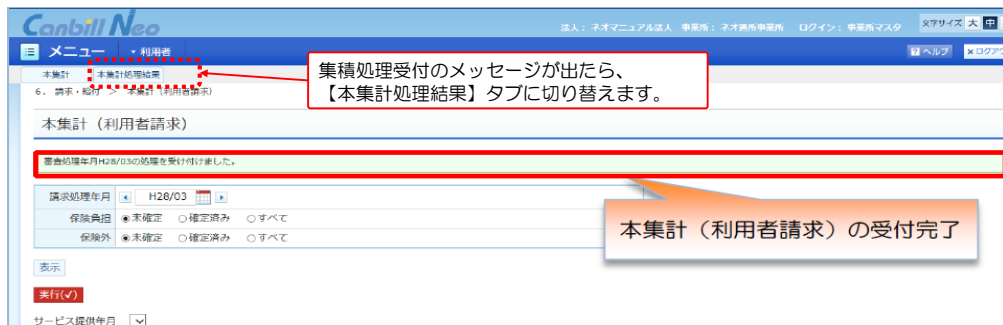 Canbill Neo
法人: ネオマニュアル法人 事業所: ネオ通所事業所 ログイン: 事業所マスタ 文字サイズ 大 中
メニュー ・利用者 ? ヘルプ ×ログアウ
本集計 本集計処理結果
6. 請求・給付 > 本集計(利用者請求)
集積処理受付のメッセージが出たら、
【本集計処理結果】タブに切り替えます。
本集計(利用者請求)
審査処理年月H28/03の処理を受け付けました。
請求処理年月 H28/03
保険負担 ◉未確定 ○確定済み ○すべて
保険外 ◉未確定 ○確定済み ○すべて
本集計(利用者請求)の受付完了
表示
実行(✓)
サービス提供年月